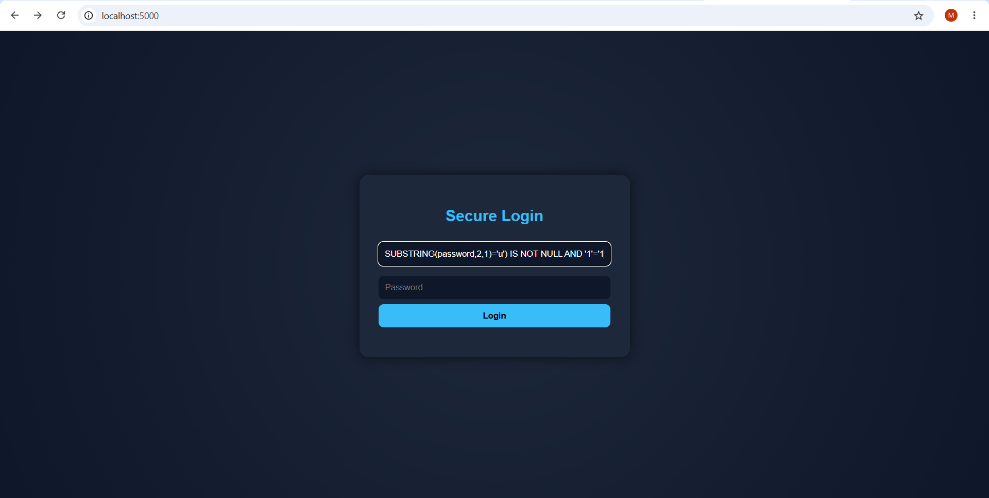 localhost:5000
M
Secure Login
SUBSTRING(password,2,1)='u') IS NOT NULL AND '1'='1
Password
Login